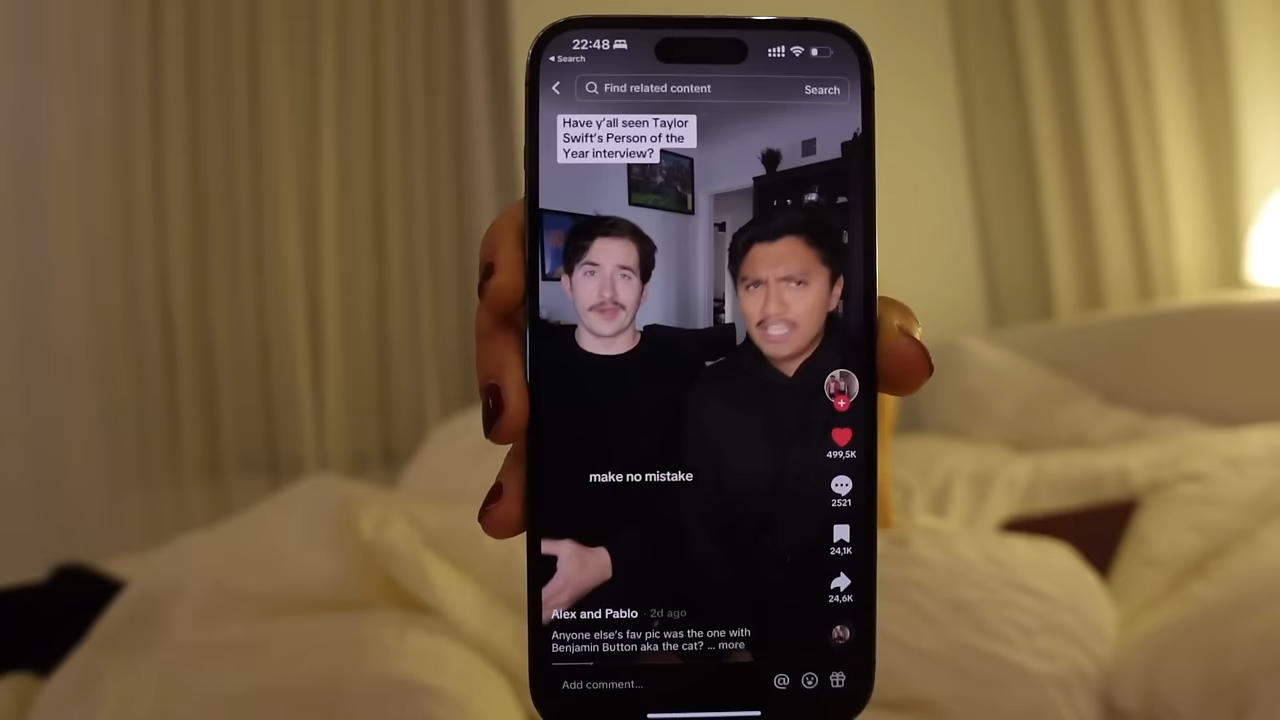 22:48
Search
Find related content
Search
Have y'all seen Taylor
Swift's Person of the
Year interview?
499,5K
make no mistake
2521
24,1K
24,6K
Alex and Pablo · 2d ago
Anyone else's fav pic was the one with
Benjamin Button aka the cat? ... more
Add comment...
@